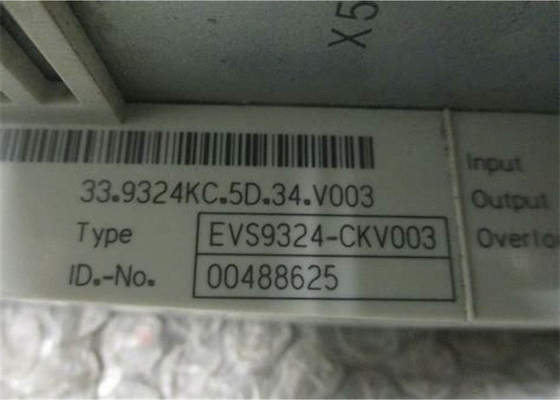 X5
33.9324KC.5D.34.V003
Type EVS9324-CKV003
ID.-No. 00488625
Input
Output